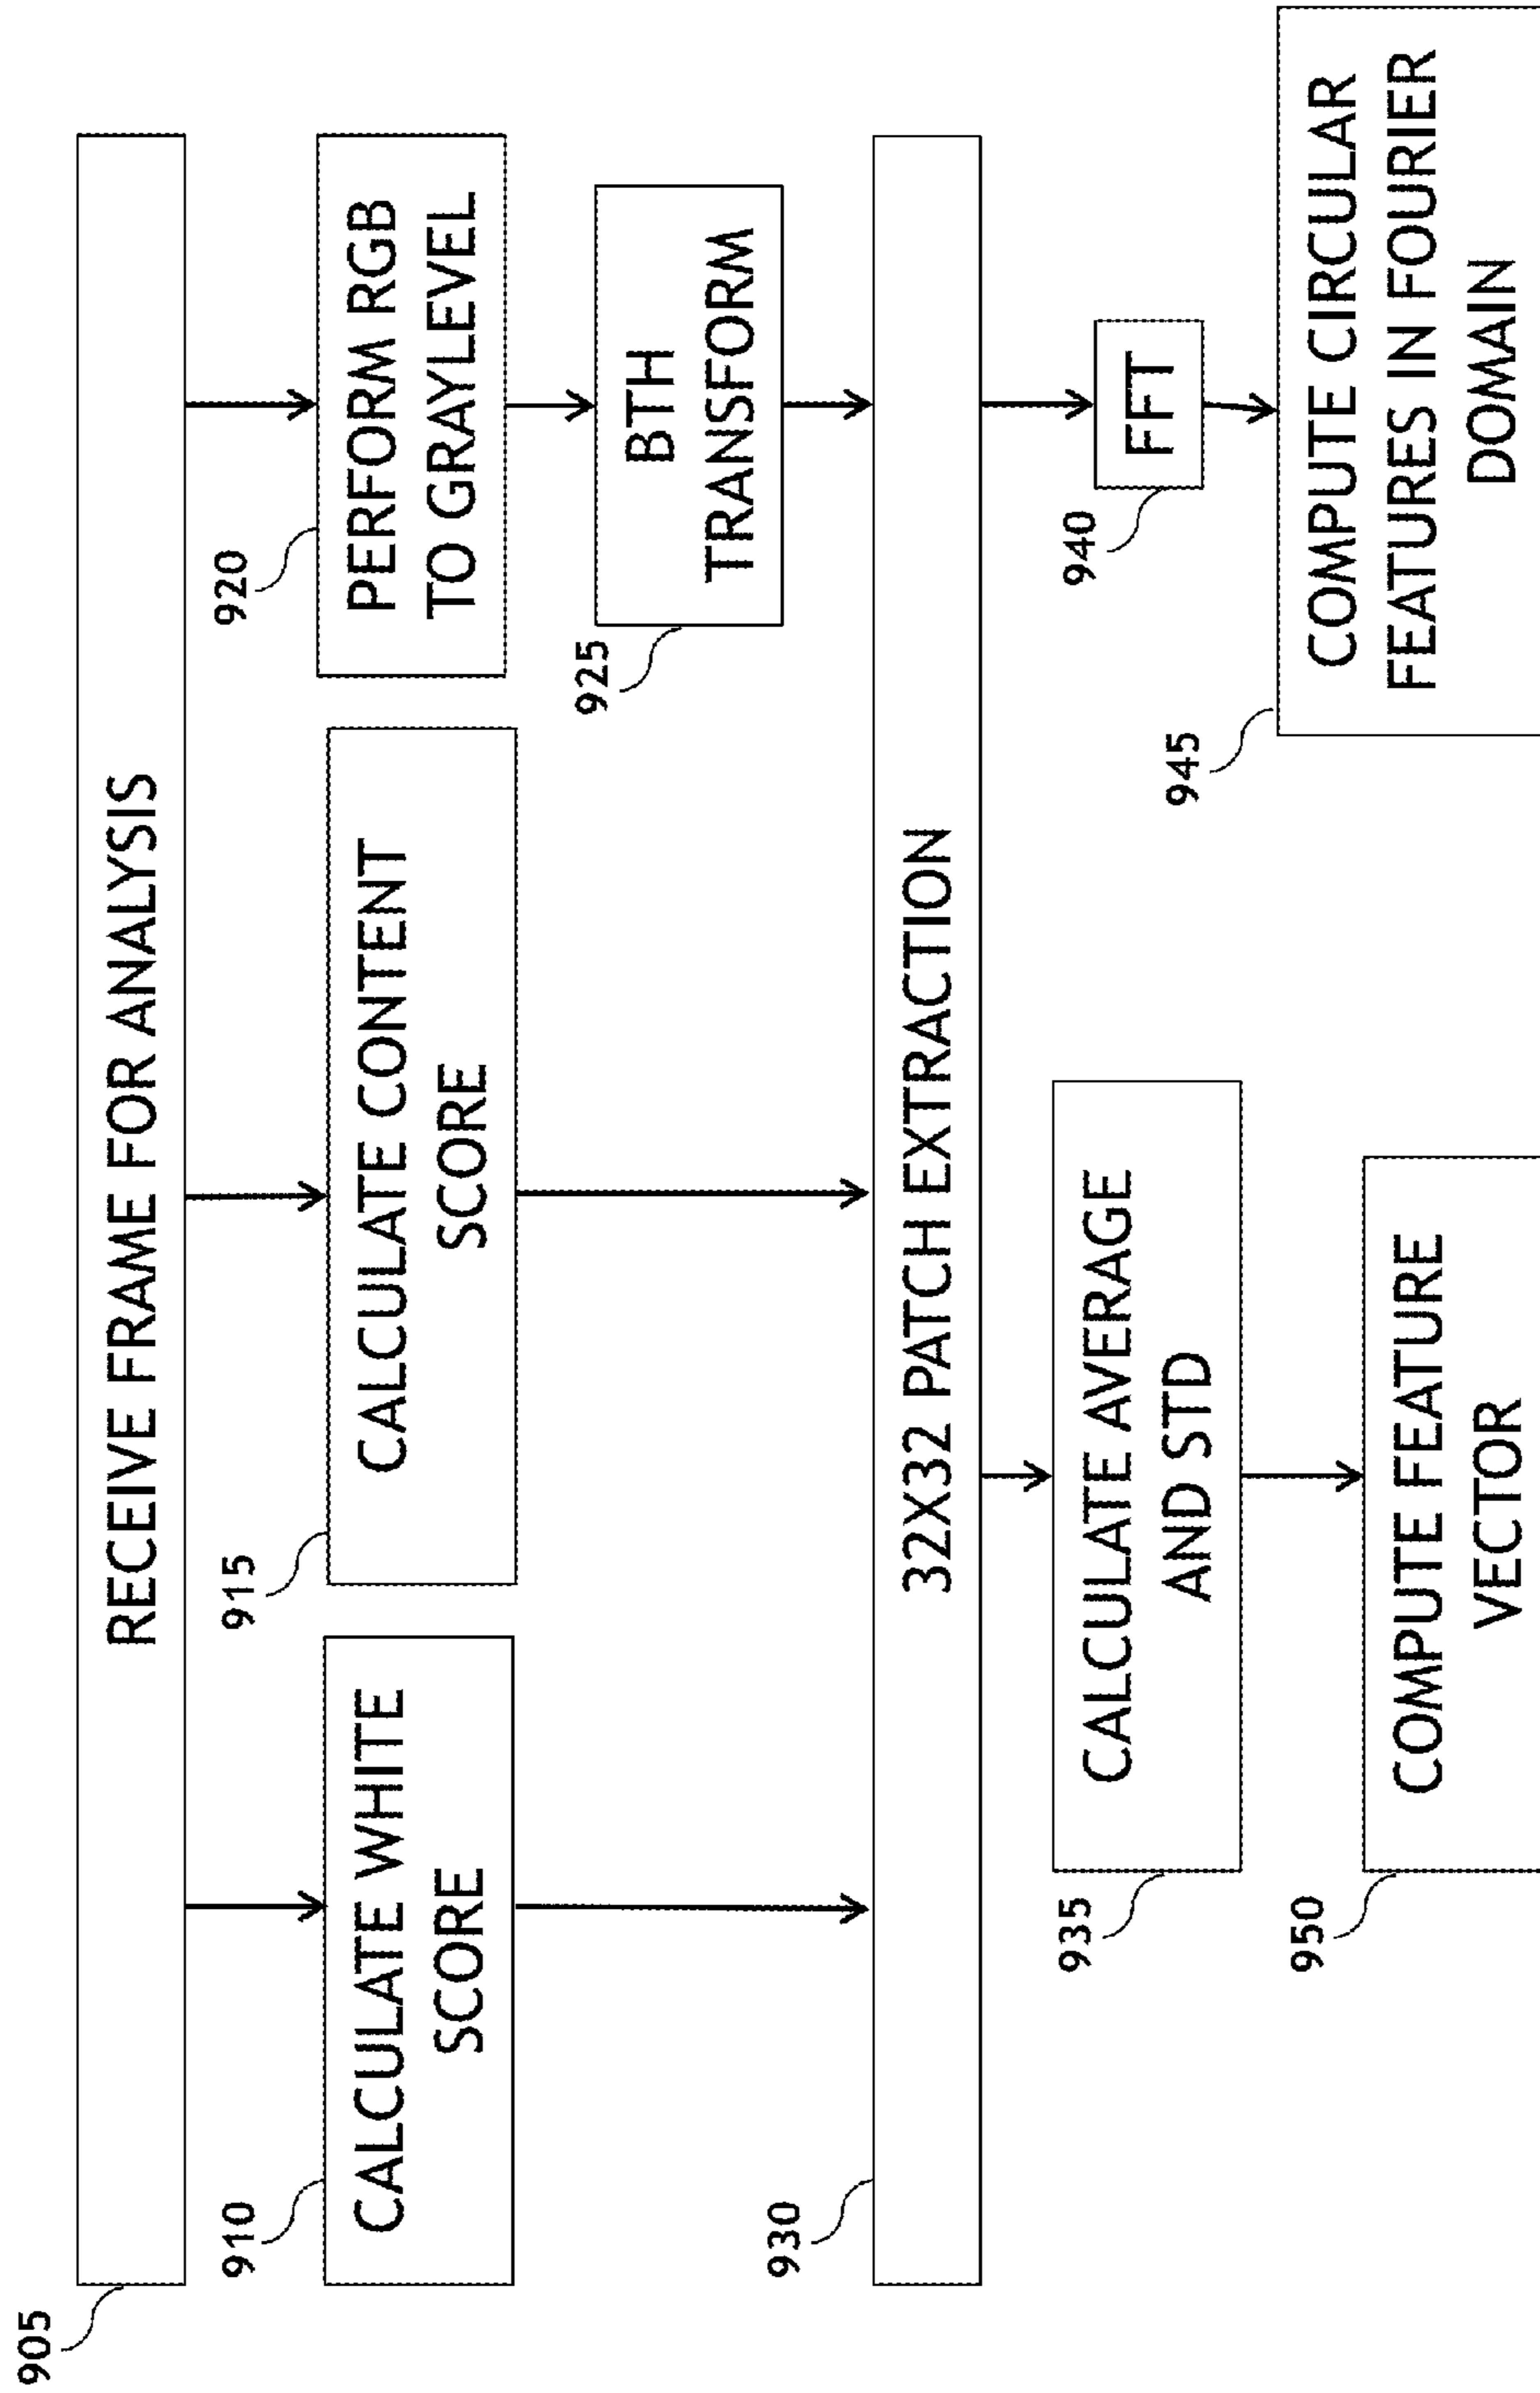 905
RECEIVE FRAME FOR ANALYSIS
910
CALCULATE WHITE
SCORE
915
CALCULATE CONTENT
SCORE
920
PERFORM RGB
TO GRAYLEVEL
925
BTH
TRANSFORM
930
32X32 PATCH EXTRACTION
935
CALCULATE AVERAGE
AND STD
940
FFT
945
COMPUTE CIRCULAR
FEATURES IN FOURIER
DOMAIN
950
COMPUTE FEATURE
VECTOR